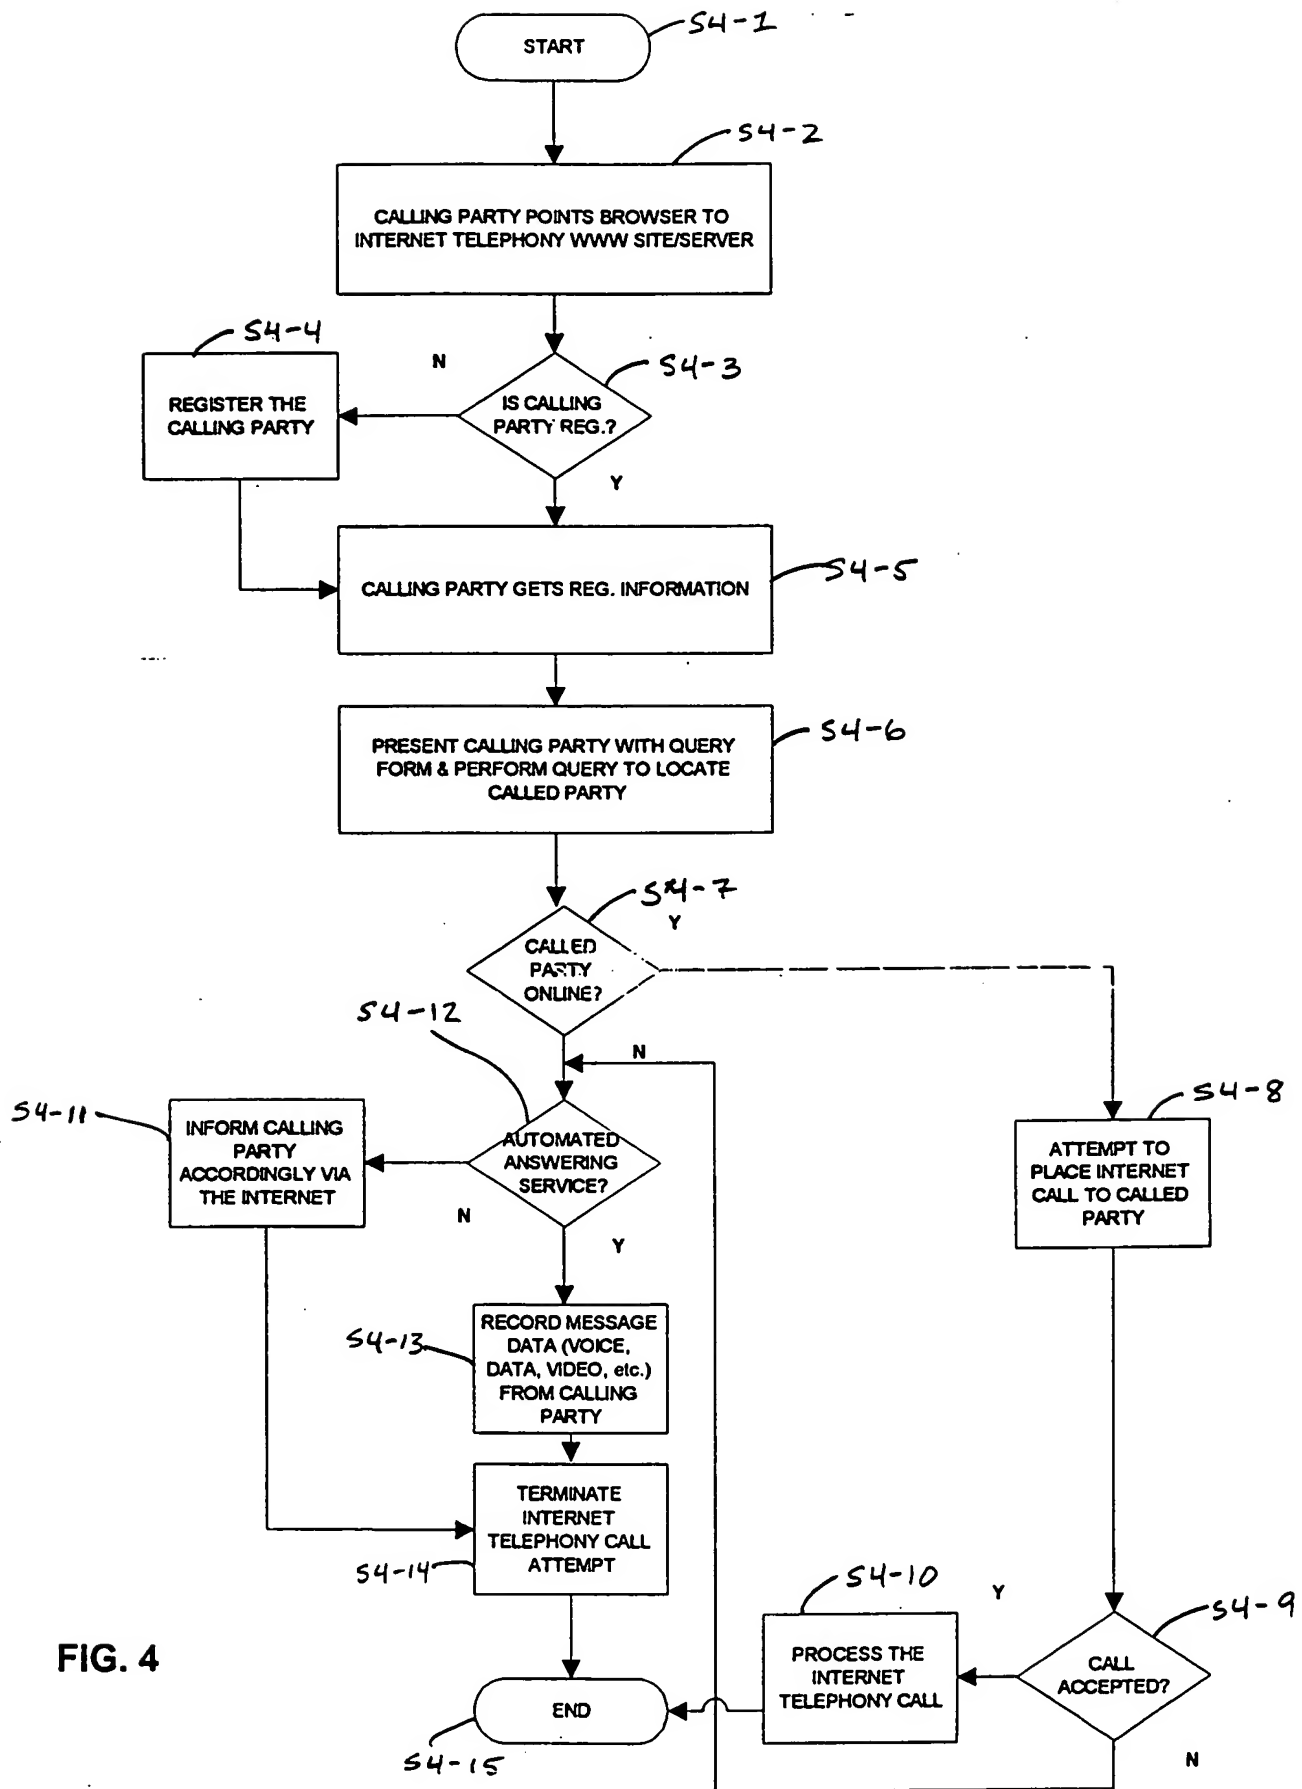 START
S4-1
S4-2
CALLING PARTY POINTS BROWSER TO
INTERNET TELEPHONY WWW SITE/SERVER
S4-4
N
S4-3
REGISTER THE
CALLING PARTY
IS CALLING
PARTY REG.?
Y
CALLING PARTY GETS REG. INFORMATION
S4-5
PRESENT CALLING PARTY WITH QUERY
FORM & PERFORM QUERY TO LOCATE
CALLED PARTY
S4-6
S4-7
Y
CALLED
PARTY
ONLINE?
S4-12
N
S4-11
INFORM CALLING
PARTY
ACCORDINGLY VIA
THE INTERNET
AUTOMATED
ANSWERING
SERVICE?
S4-8
ATTEMPT TO
PLACE INTERNET
CALL TO CALLED
PARTY
N
Y
S4-13
RECORD MESSAGE
DATA (VOICE,
DATA, VIDEO, etc.)
FROM CALLING
PARTY
TERMINATE
INTERNET
TELEPHONY CALL
ATTEMPT
S4-14
S4-10
Y
S4-9
FIG. 4
PROCESS THE
INTERNET
TELEPHONY CALL
CALL
ACCEPTED?
END
S4-15
N